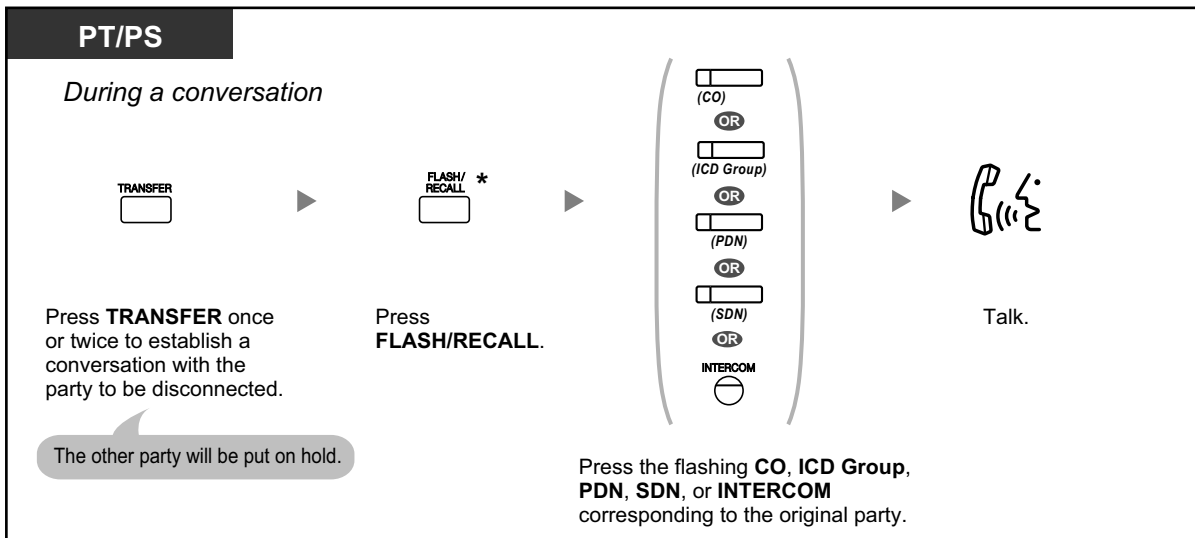 PT/PS
During a conversation
TRANSFER
FLASH/
RECALL *
(CO)
OR
(ICD Group)
OR
(PDN)
OR
(SDN)
OR
INTERCOM
Press TRANSFER once
or twice to establish a
conversation with the
party to be disconnected.
The other party will be put on hold.
Press
FLASH/RECALL.
Press the flashing CO, ICD Group,
PDN, SDN, or INTERCOM
corresponding to the original party.
Talk.